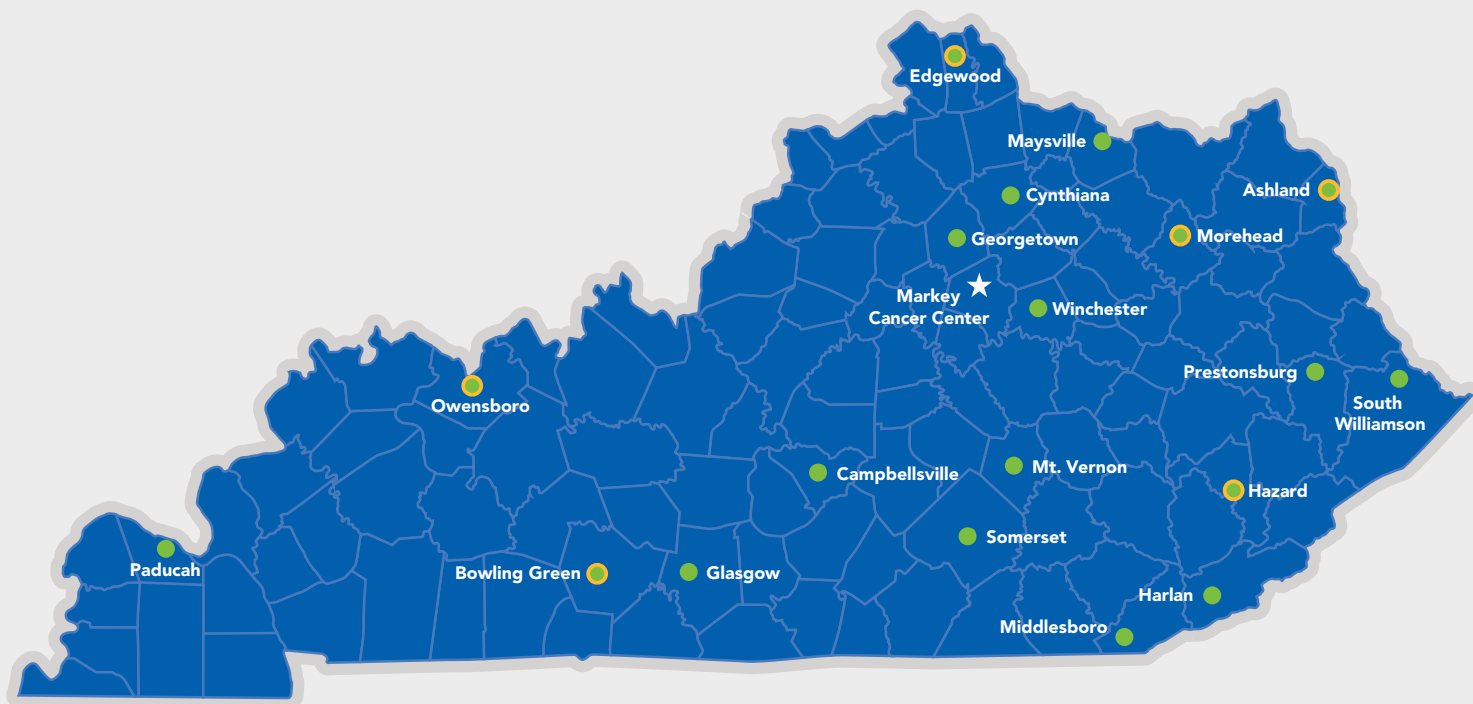 Edgewood
Maysville
Ashland
Cynthiana
Morehead
Georgetown
Markey
Cancer Center
Winchester
Prestonsburg
South
Williamson
Owensboro
Campbellsville
Mt. Vernon
Hazard
Somerset
Paducah
Bowling Green
Glasgow
Harlan
Middlesboro